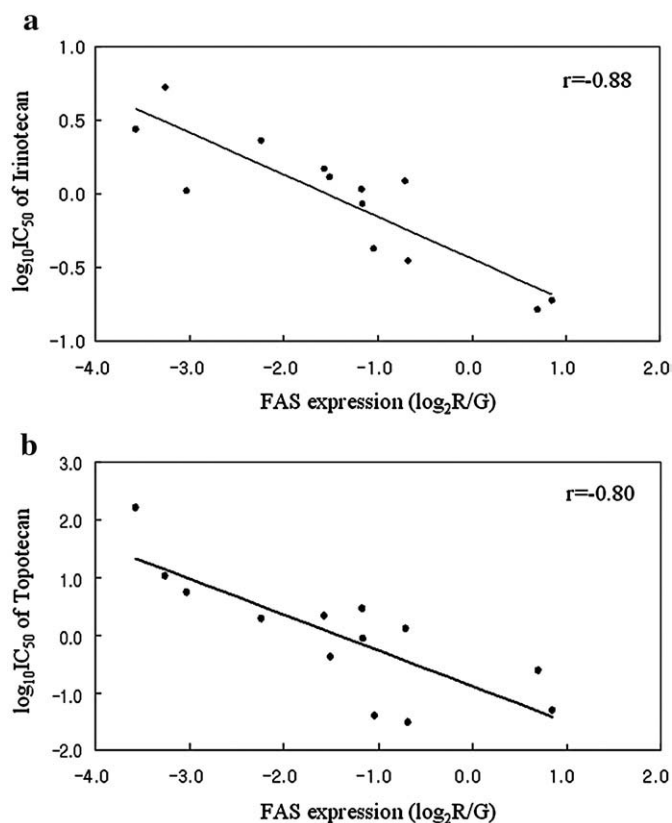 a
1.0
r=-0.88
0.5
0.0
-0.5
-1.0
log₁₀IC₅₀ of Irinotecan
-4.0 -3.0 -2.0 -1.0 0.0 1.0 2.0
FAS expression (log₂R/G)
b
3.0
r=-0.80
2.0
1.0
0.0
-1.0
-2.0
log₁₀IC₅₀ of Topotecan
-4.0 -3.0 -2.0 -1.0 0.0 1.0 2.0
FAS expression (log₂R/G)